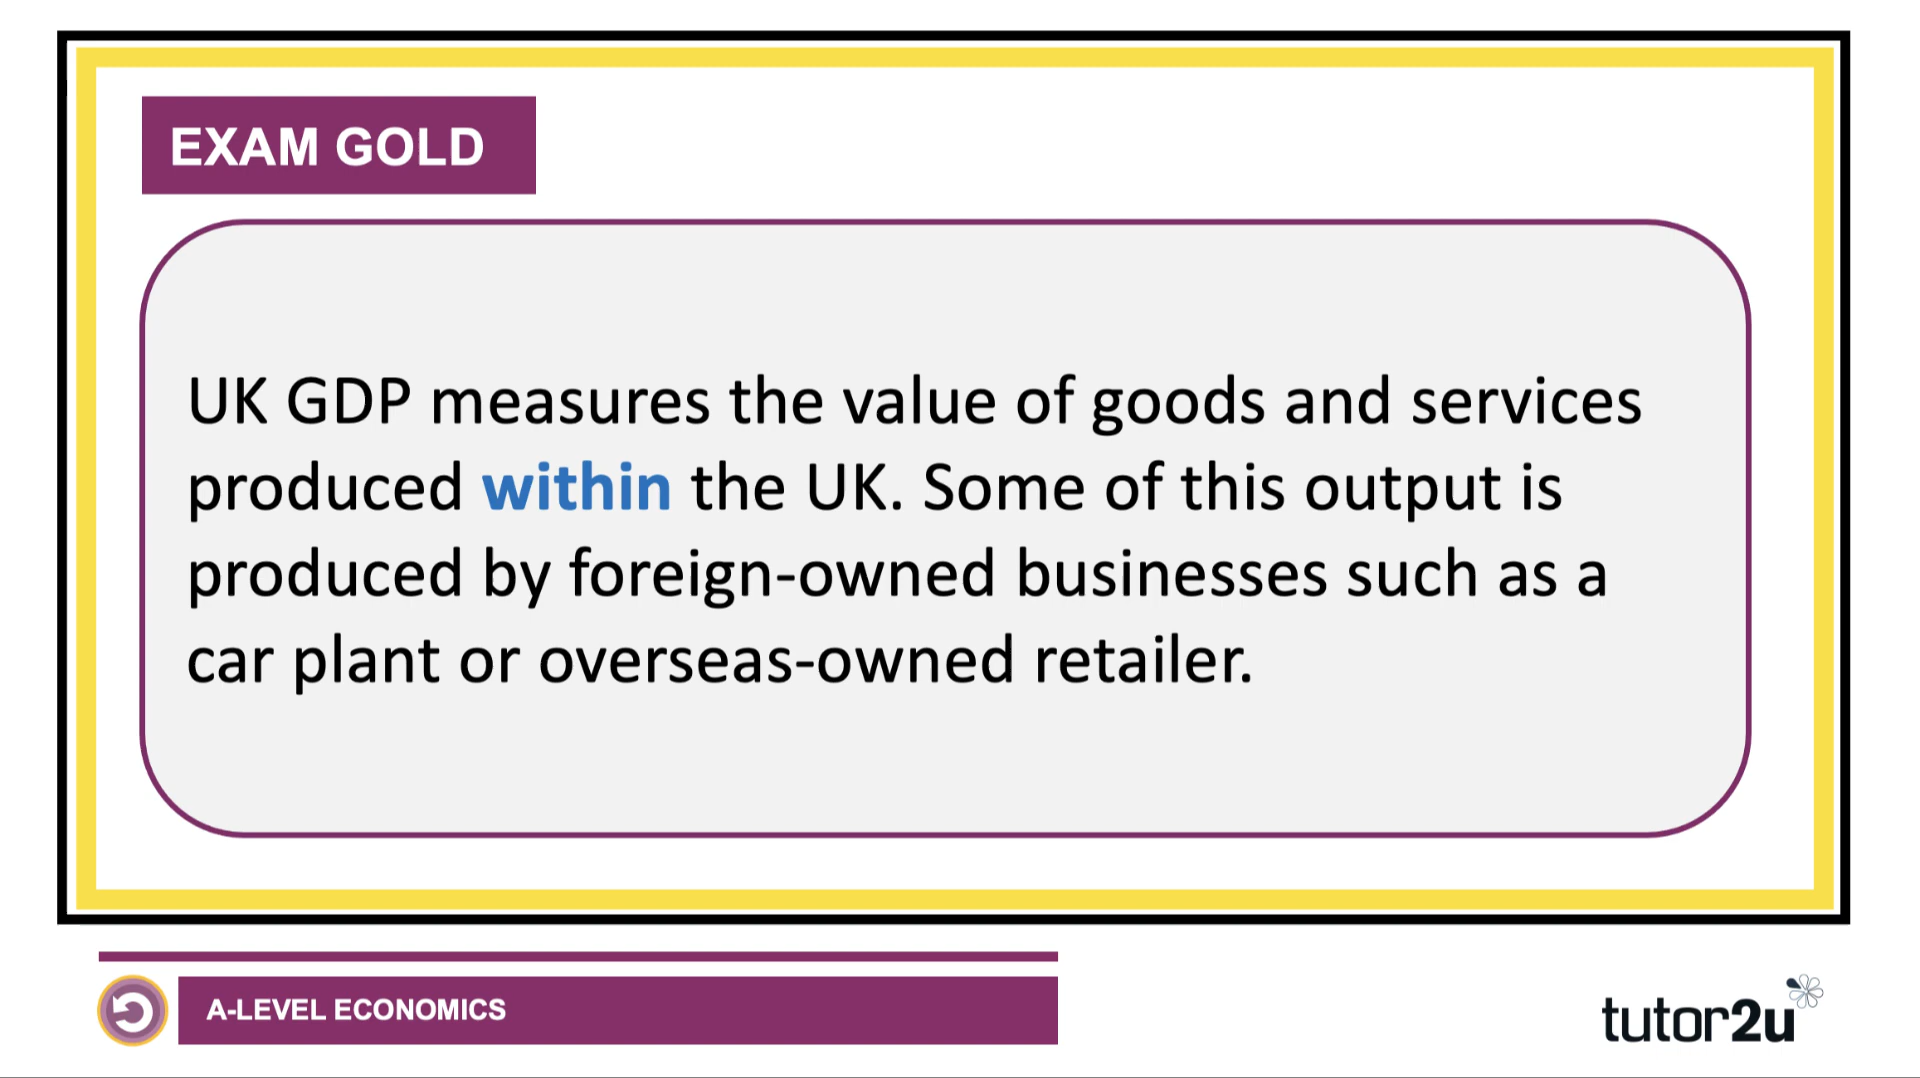 EXAM GOLD
UK GDP measures the value of goods and services
produced within the UK. Some of this output is
produced by foreign-owned businesses such as a
car plant or overseas-owned retailer.
A-LEVEL ECONOMICS
tutor2u